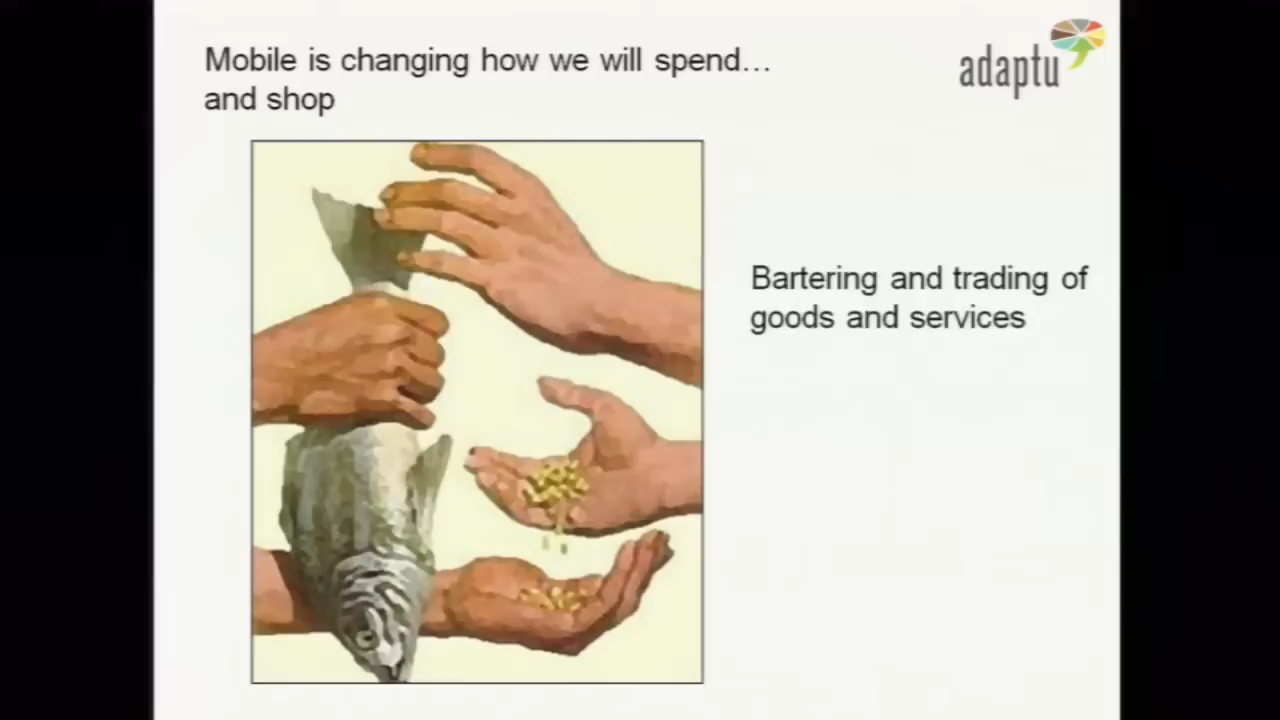 Mobile is changing how we will spend…
and shop
adaptu
Bartering and trading of
goods and services